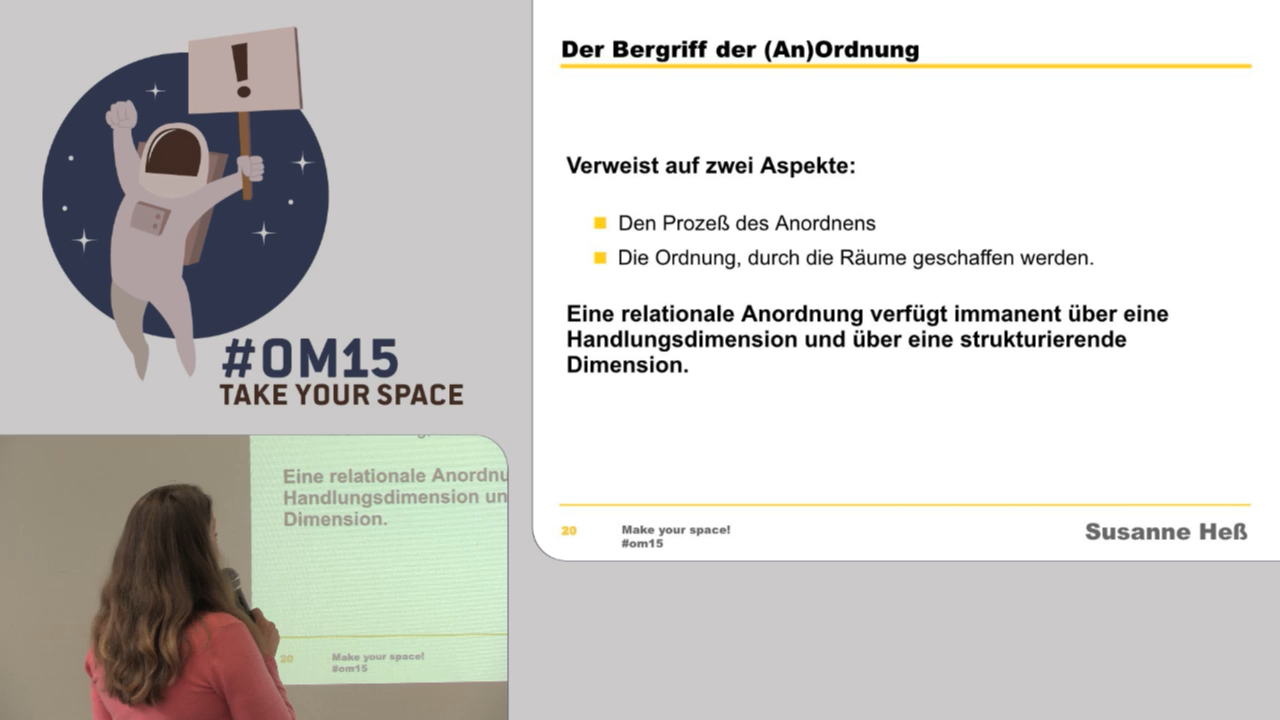 !
#OM15
TAKE YOUR SPACE
Der Bergriff der (An)Ordnung
Verweist auf zwei Aspekte:
Den Prozeß des Anordnens
Die Ordnung, durch die Räume geschaffen werden.
Eine relationale Anordnung verfügt immanent über eine
Handlungsdimension und über eine strukturierende
Dimension.
20
Make your space!
#om15
Susanne Heß
Eine relationale Anordnu
Handlungsdimension un
Dimension.
20
Make your space!
#om15